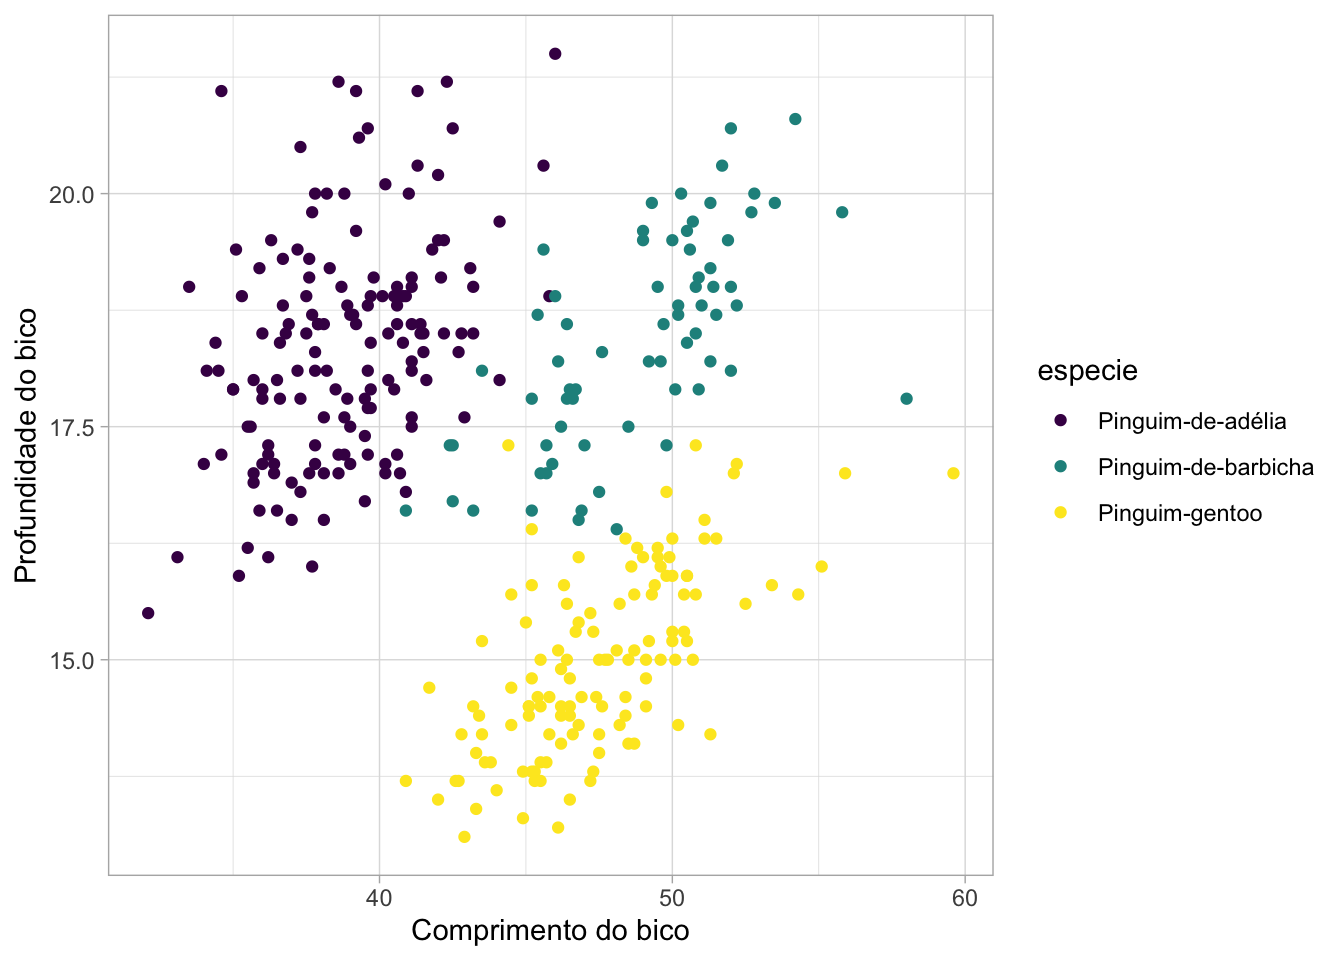 20.0
17.5
15.0
Profundidade do bico
40
50
60
Comprimento do bico
especie
Pinguim-de-adélia
Pinguim-de-barbicha
Pinguim-gentoo